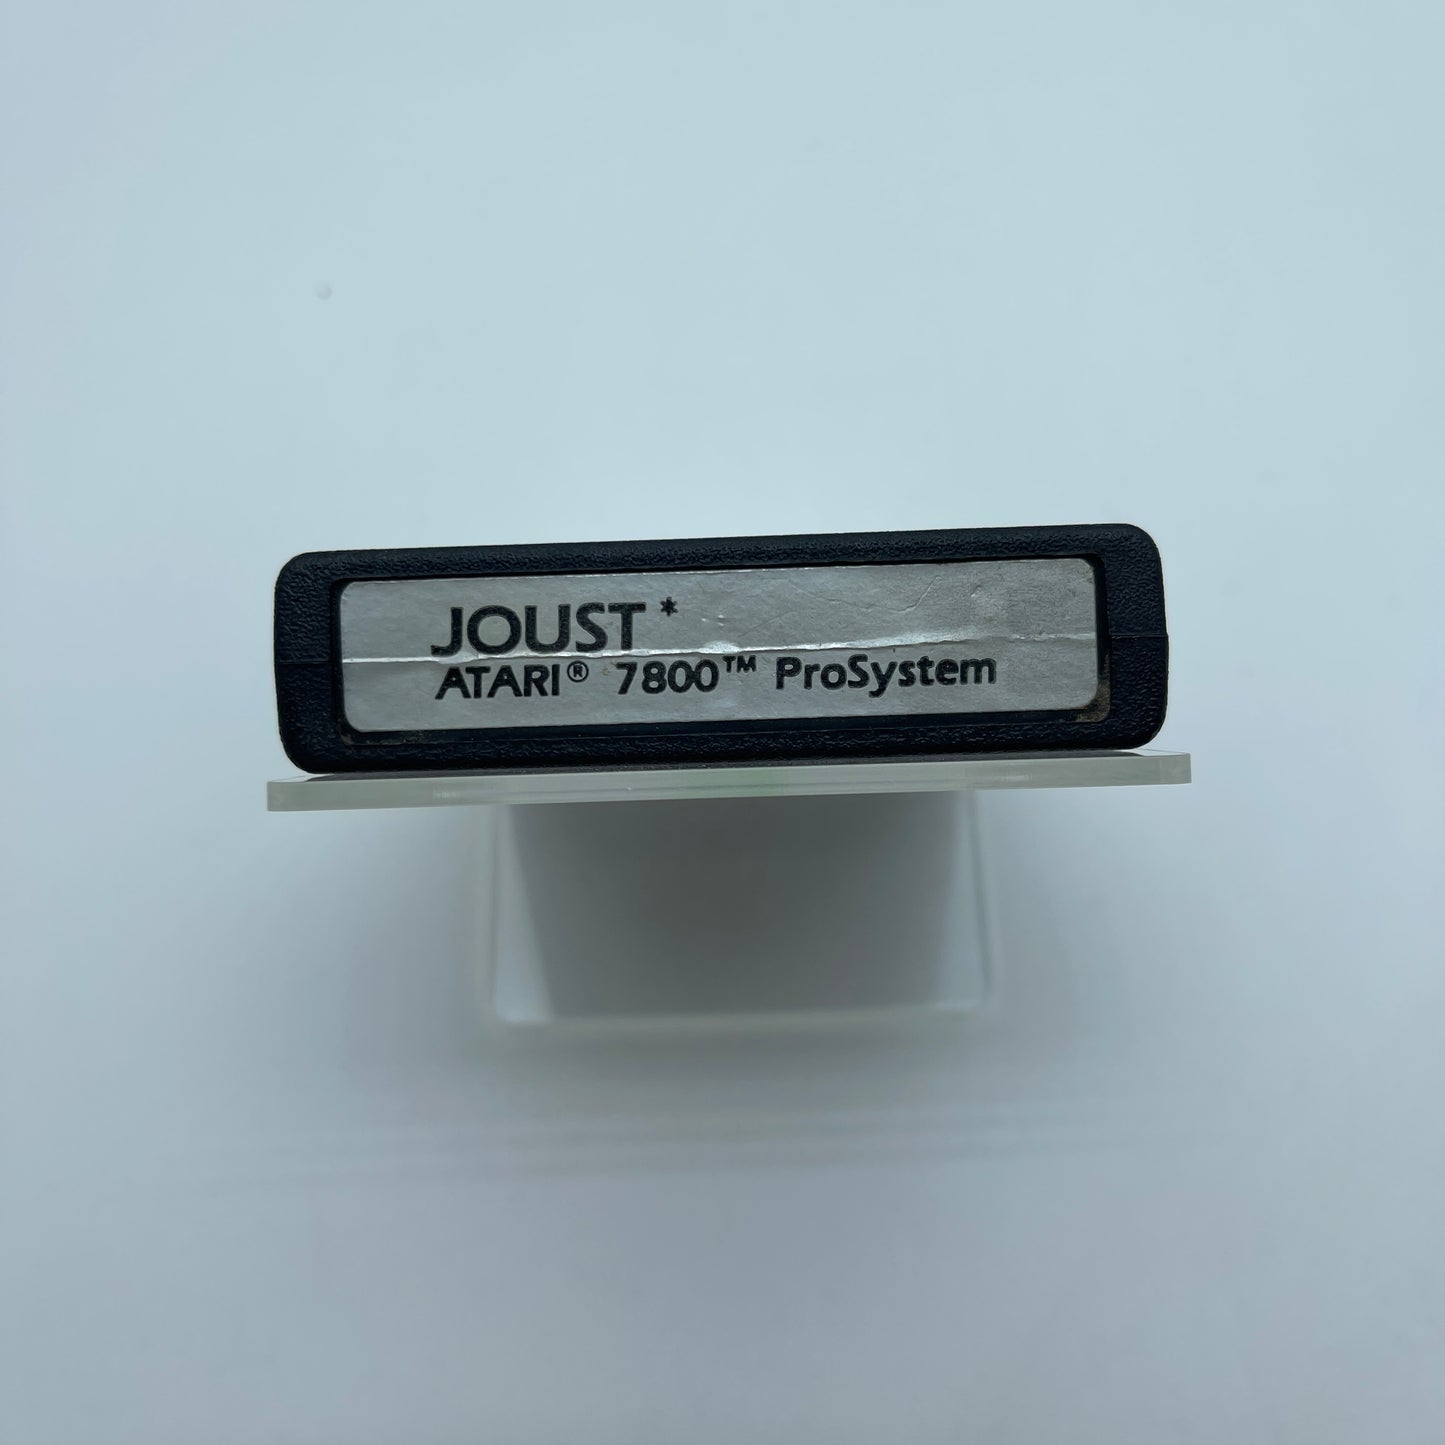 JOUST*
ATARI® 7800™ ProSystem